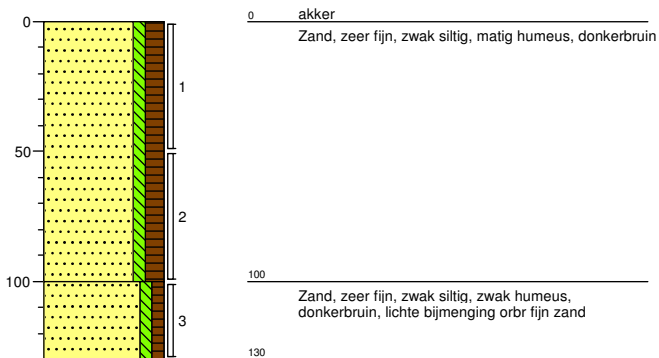 0
0 akker
Zand, zeer fijn, zwak siltig, matig humeus, donkerbruin
1
50
2
100
100
Zand, zeer fijn, zwak siltig, zwak humeus,
donkerbruin, lichte bijmenging orbr fijn zand
3
130